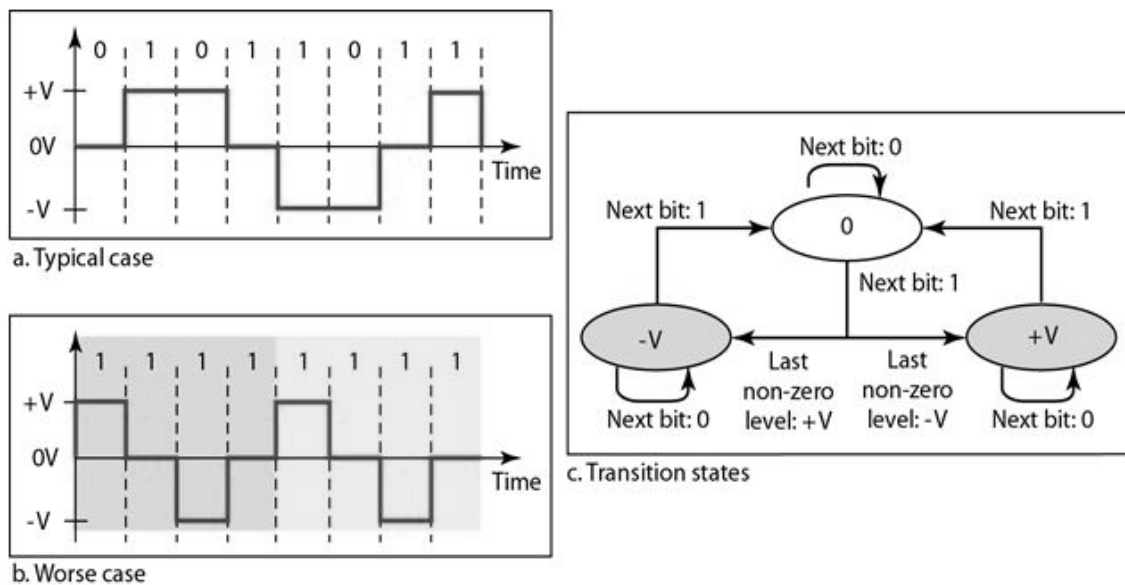 0 1 0 1 1 0 1 1
+V
0V
Time
-V
a. Typical case
1 1 1 1 1 1 1 1
+V
0V
Time
-V
b. Worse case
Next bit: 0
Next bit: 1
0
Next bit: 1
Next bit: 1
-V
+V
Last
non-zero
level: +V
Last
non-zero
level: -V
Next bit: 0
Next bit: 0
c. Transition states